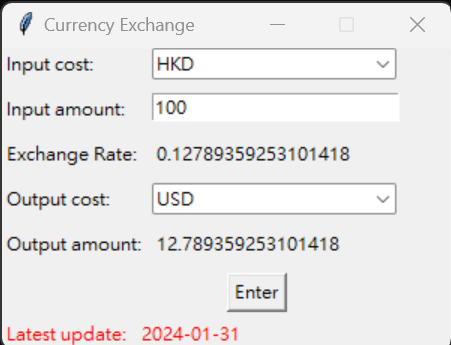 Currency Exchange
Input cost: HKD
Input amount: 100
Exchange Rate: 0.12789359253101418
Output cost: USD
Output amount: 12.789359253101418
Enter
Latest update: 2024-01-31